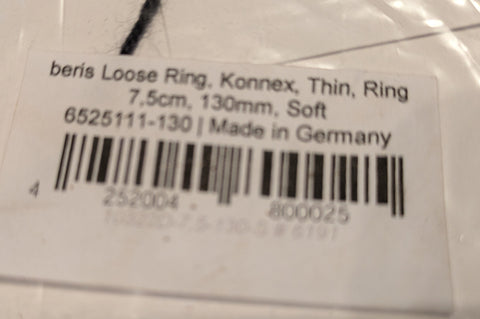 beris Loose Ring, Konnex, Thin, Ring
7,5cm, 130mm, Soft
6525111-130 | Made in Germany
4 252004 800025